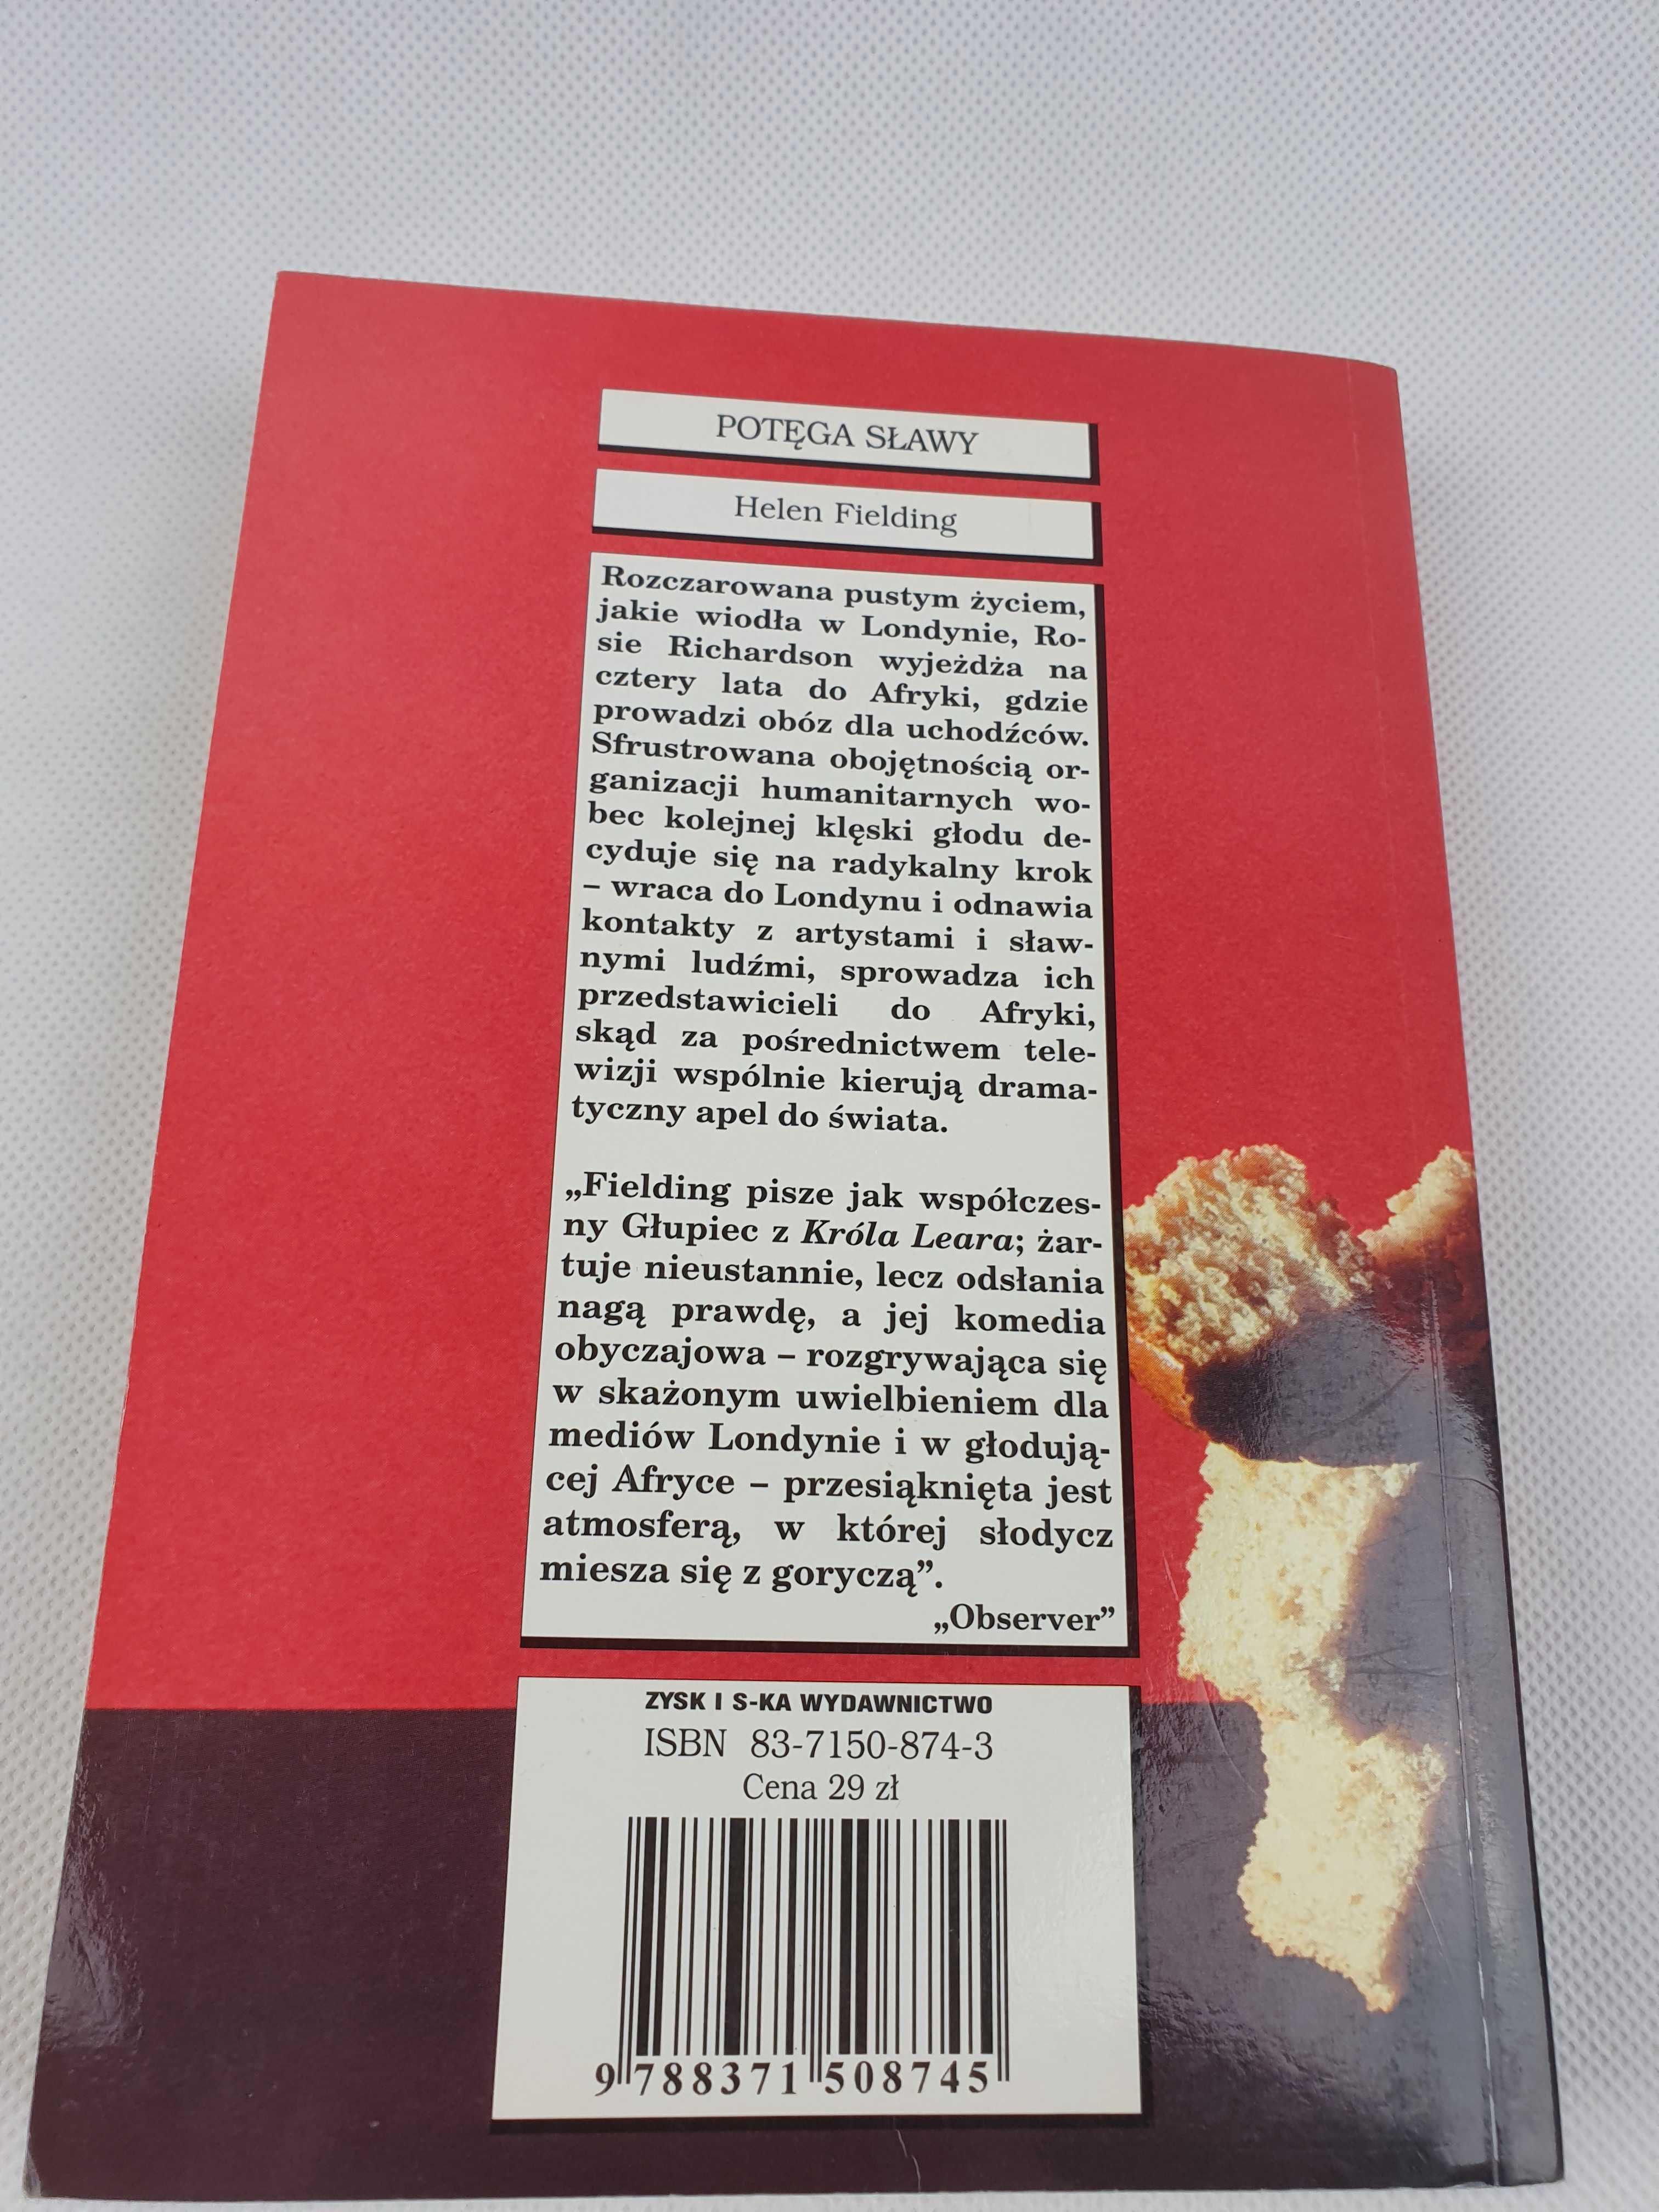 POTĘGA SŁAWY
Helen Fielding
Rozczarowana pustym życiem,
jakie wiodła w Londynie, Ro-
sie Richardson wyjeżdża na
cztery lata do Afryki, gdzie
prowadzi obóz dla uchodźców.
Sfrustrowana obojętnością or-
ganizacji humanitarnych wo-
bec kolejnej klęski głodu de-
cyduje się na radykalny krok
– wraca do Londynu i odnawia
kontakty z artystami i sław-
nymi ludźmi, sprowadza ich
przedstawicieli do Afryki,
skąd za pośrednictwem tele-
wizji wspólnie kierują drama-
tyczny apel do świata.
„Fielding pisze jak współczes-
ny Głupiec z Króla Leara; żar-
tuje nieustannie, lecz odsłania
nagą prawdę, a jej komedia
obyczajowa – rozgrywająca się
w skażonym uwielbieniem dla
mediów Londynie i w głodują-
cej Afryce – przesiąknięta jest
atmosferą, w której słodycz
miesza się z goryczą”.
„Observer”
ZYSK I S-KA WYDAWNICTWO
ISBN 83-7150-874-3
Cena 29 zł
9 788371 508745